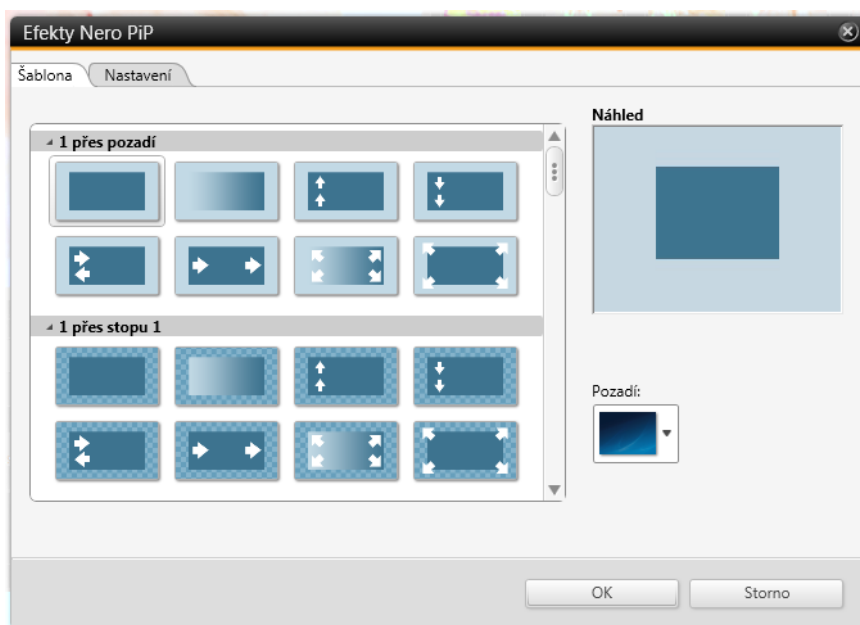 Efekty Nero PiP
Šablona
Nastavení
1 přes pozadí
1 přes stopu 1
Náhled
Pozadí:
OK
Storno